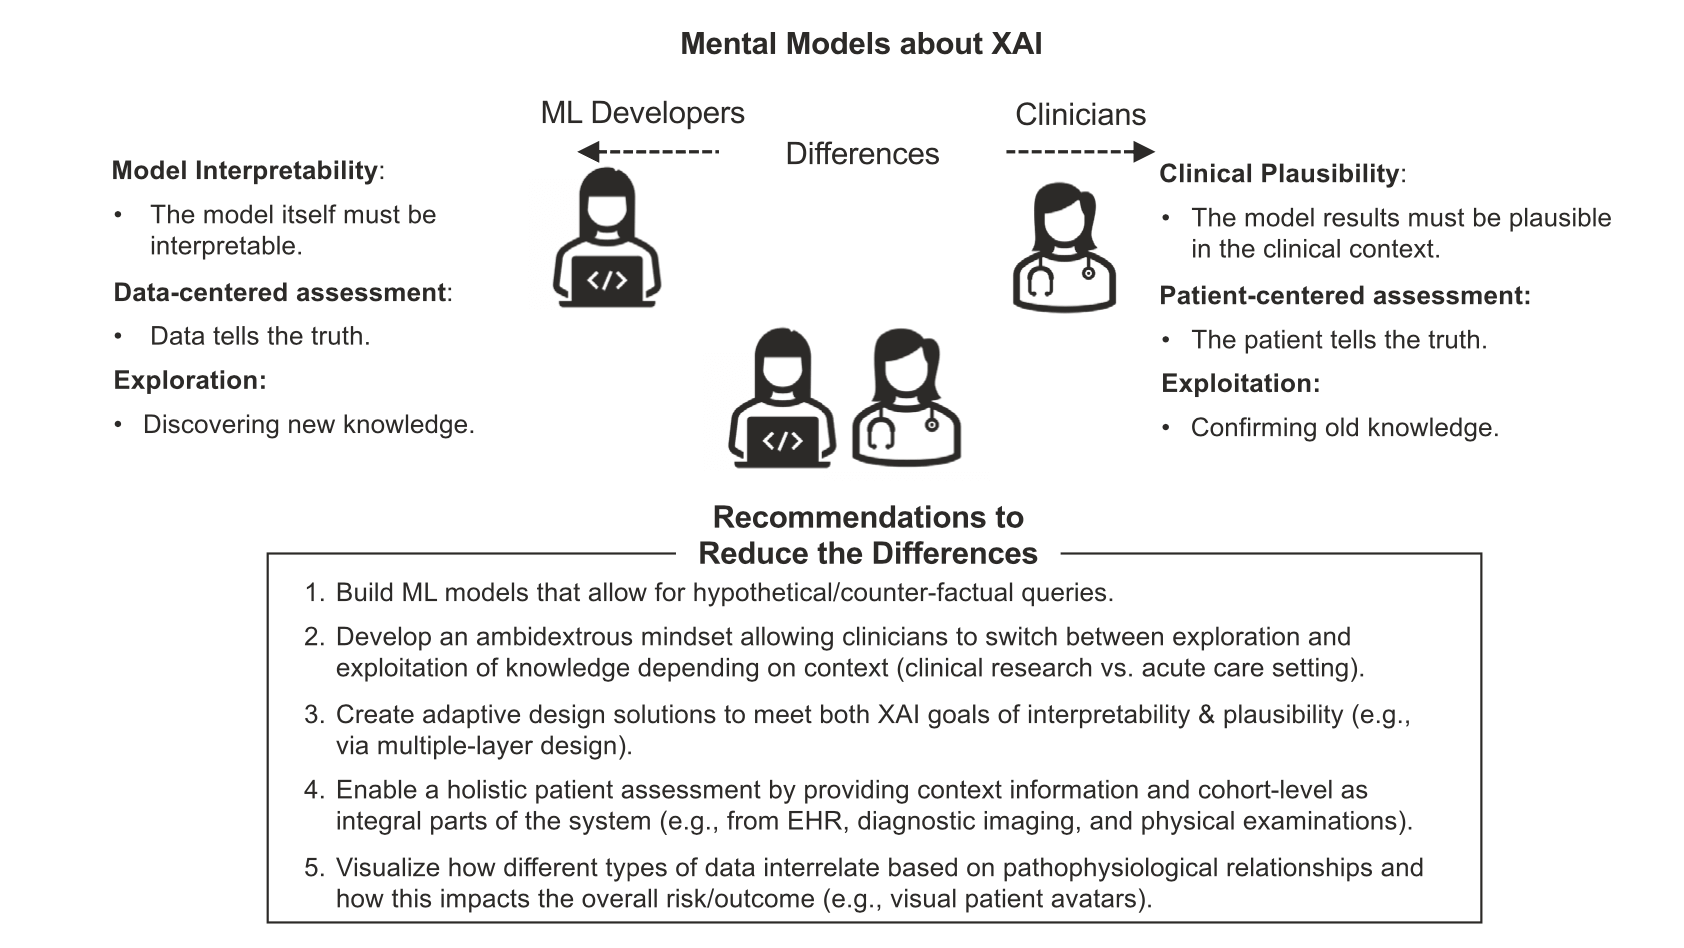 Mental Models about XAI
ML Developers
Clinicians
Differences
Model Interpretability:
• The model itself must be
interpretable.
Data-centered assessment:
• Data tells the truth.
Exploration:
• Discovering new knowledge.
</>
Clinical Plausibility:
• The model results must be plausible
in the clinical context.
Patient-centered assessment:
• The patient tells the truth.
Exploitation:
• Confirming old knowledge.
</>
Recommendations to
Reduce the Differences
1. Build ML models that allow for hypothetical/counter-factual queries.
2. Develop an ambidextrous mindset allowing clinicians to switch between exploration and
exploitation of knowledge depending on context (clinical research vs. acute care setting).
3. Create adaptive design solutions to meet both XAI goals of interpretability & plausibility (e.g.,
via multiple-layer design).
4. Enable a holistic patient assessment by providing context information and cohort-level as
integral parts of the system (e.g., from EHR, diagnostic imaging, and physical examinations).
5. Visualize how different types of data interrelate based on pathophysiological relationships and
how this impacts the overall risk/outcome (e.g., visual patient avatars).